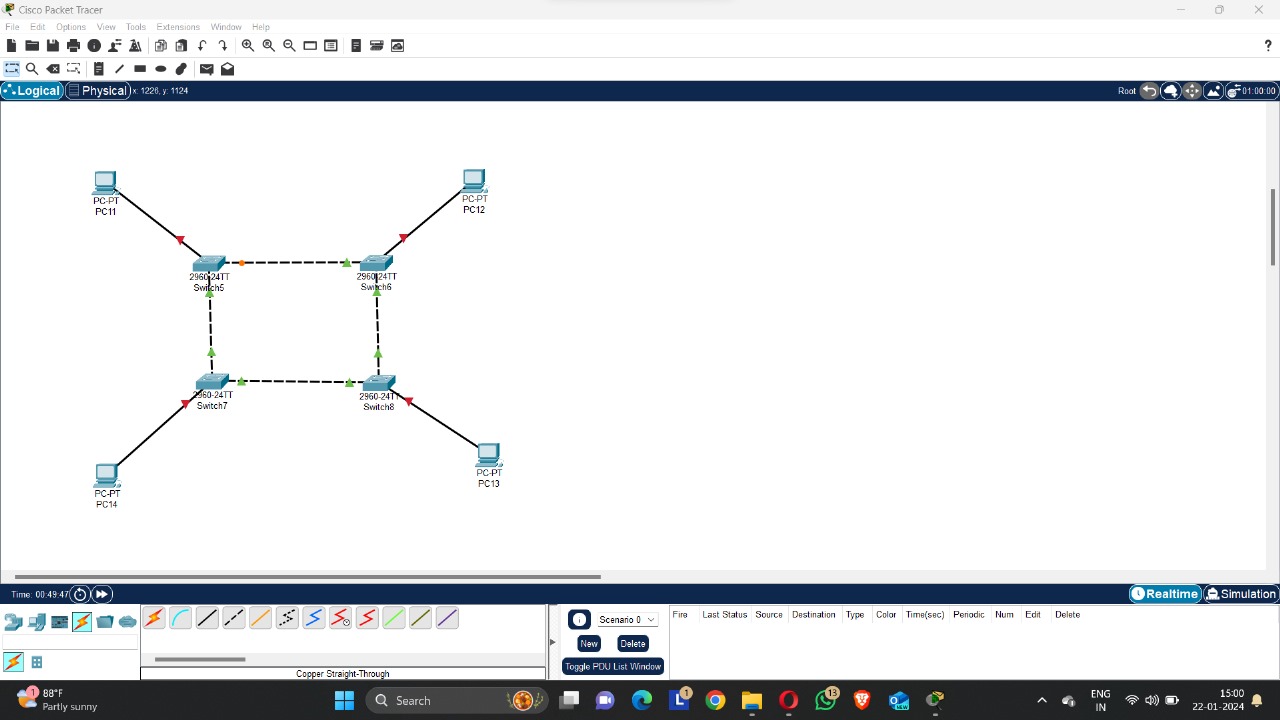 Cisco Packet Tracer
File Edit Options View Tools Extensions Window Help
?
Logical Physical x: 1226, y: 1124 Root 01:00:00
PC-PT
PC11
PC-PT
PC12
2960-24TT
Switch5
2960-24TT
Switch6
2960-24TT
Switch7
2960-24TT
Switch8
PC-PT
PC14
PC-PT
PC13
Time: 00:49:47 Realtime Simulation
Scenario 0
New Delete
Toggle PDU List Window
Fire Last Status Source Destination Type Color Time(sec) Periodic Num Edit Delete
Copper Straight-Through
1
88°F
Partly sunny
Search
1
13
ENG
IN
15:00
22-01-2024